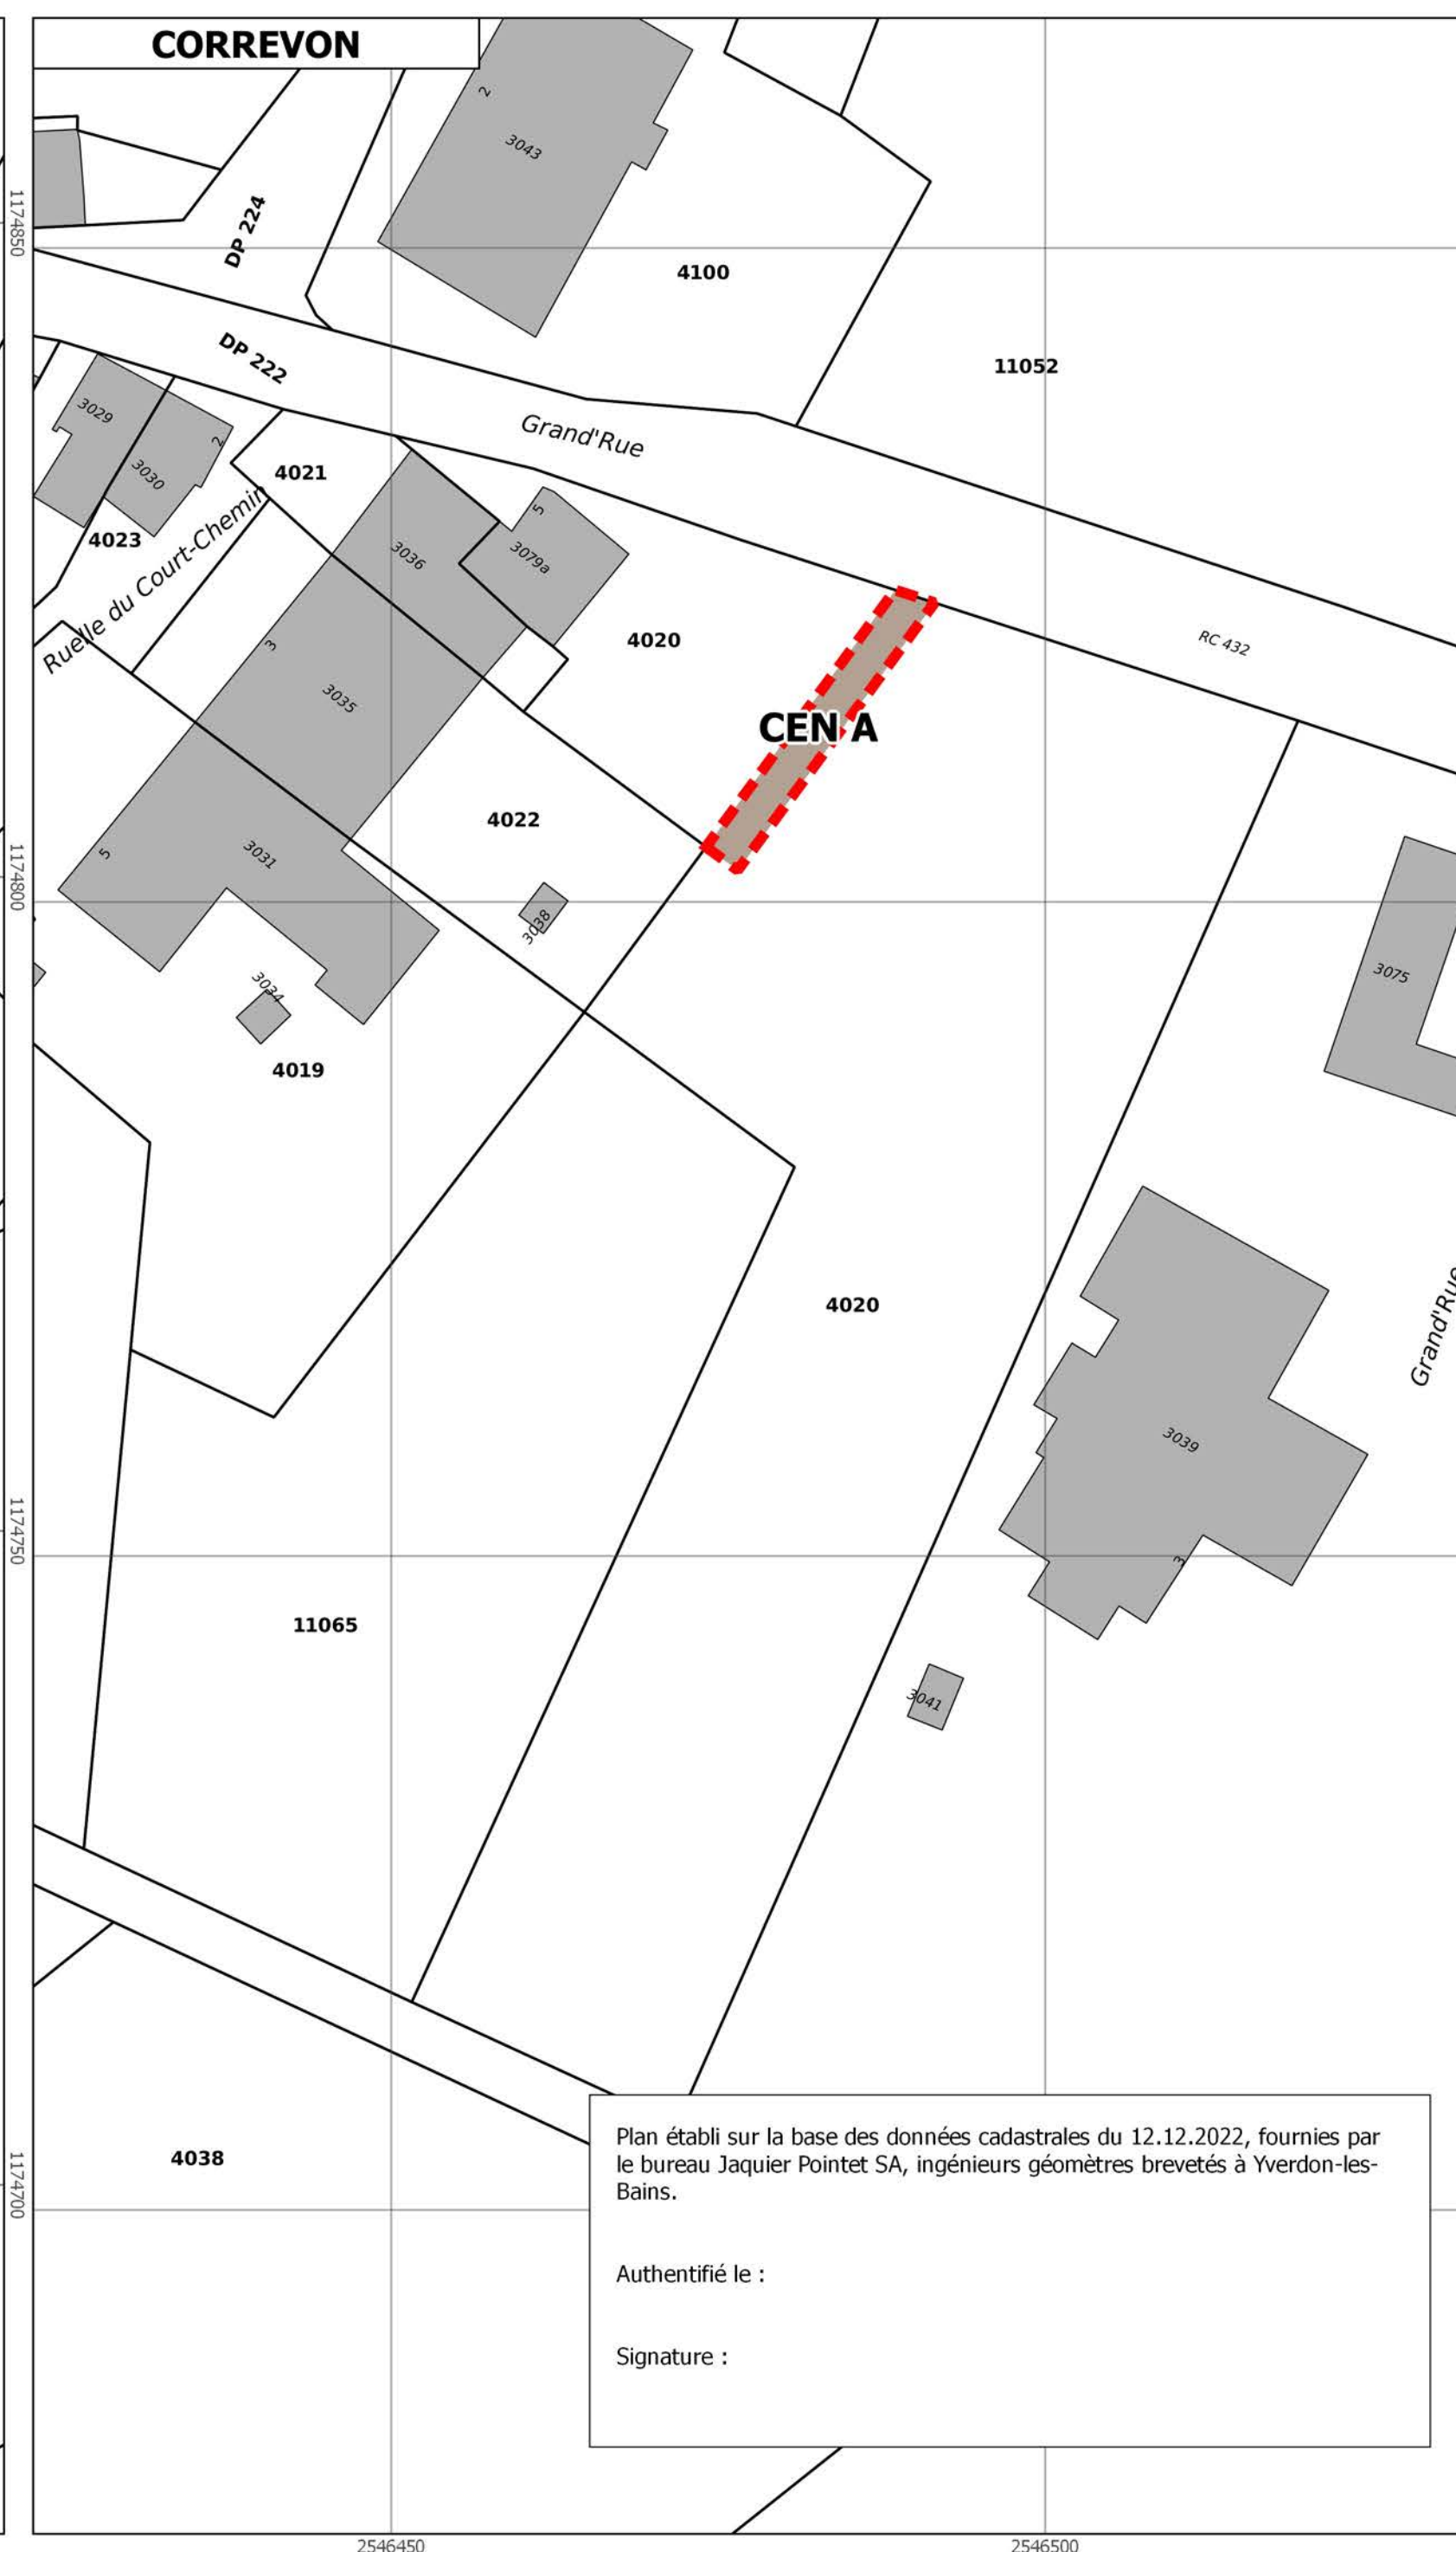 CORREVON
2
3043
1174850
DP 224
4100
DP 222
11052
Grand'Rue
3029
2
3030
4021
5
4023
3036
3079a
Ruelle du Court-Chemin
4020
RC 432
3
3035
CEN A
4022
1174800
5
3031
3038
3075
3034
4019
4020
Grand'Rue
3039
1174750
3
11065
3041
Plan établi sur la base des données cadastrales du 12.12.2022, fournies par
le bureau Jaquier Pointet SA, ingénieurs géomètres brevetés à Yverdon-les-
Bains.
4038
1174700
Authentifié le :
Signature :
2546450
2546500